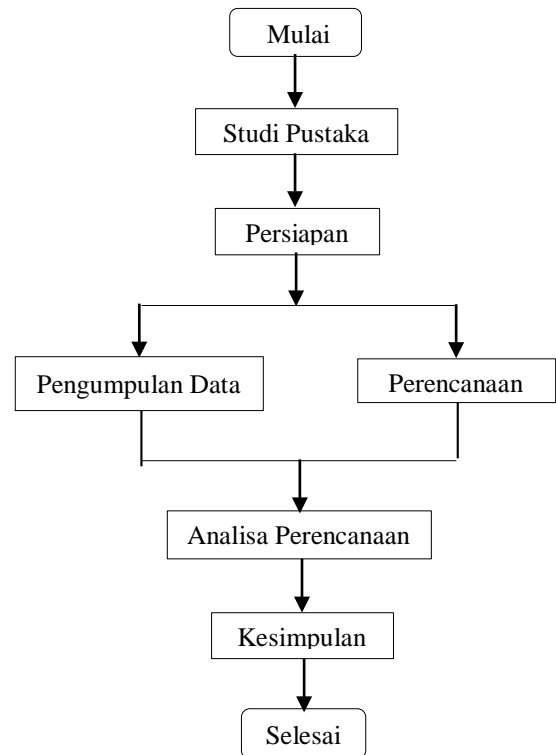 Mulai
Studi Pustaka
Persiapan
Pengumpulan Data
Perencanaan
Analisa Perencanaan
Kesimpulan
Selesai